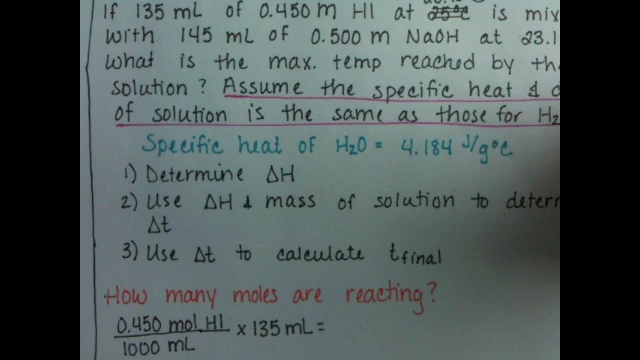 If 135 mL of 0.450 m HI at 25°C is mix
with 145 mL of 0.500 m NaOH at 23.1
what is the max. temp reached by th
solution? Assume the specific heat & d
of solution is the same as those for H₂
Specific heat of H₂O = 4.184 J/g°C
1) Determine ΔH
2) Use ΔH & mass of solution to deter
Δt
3) Use Δt to calculate t final
How many moles are reacting?
0.450 mol HI × 135 mL =
1000 mL